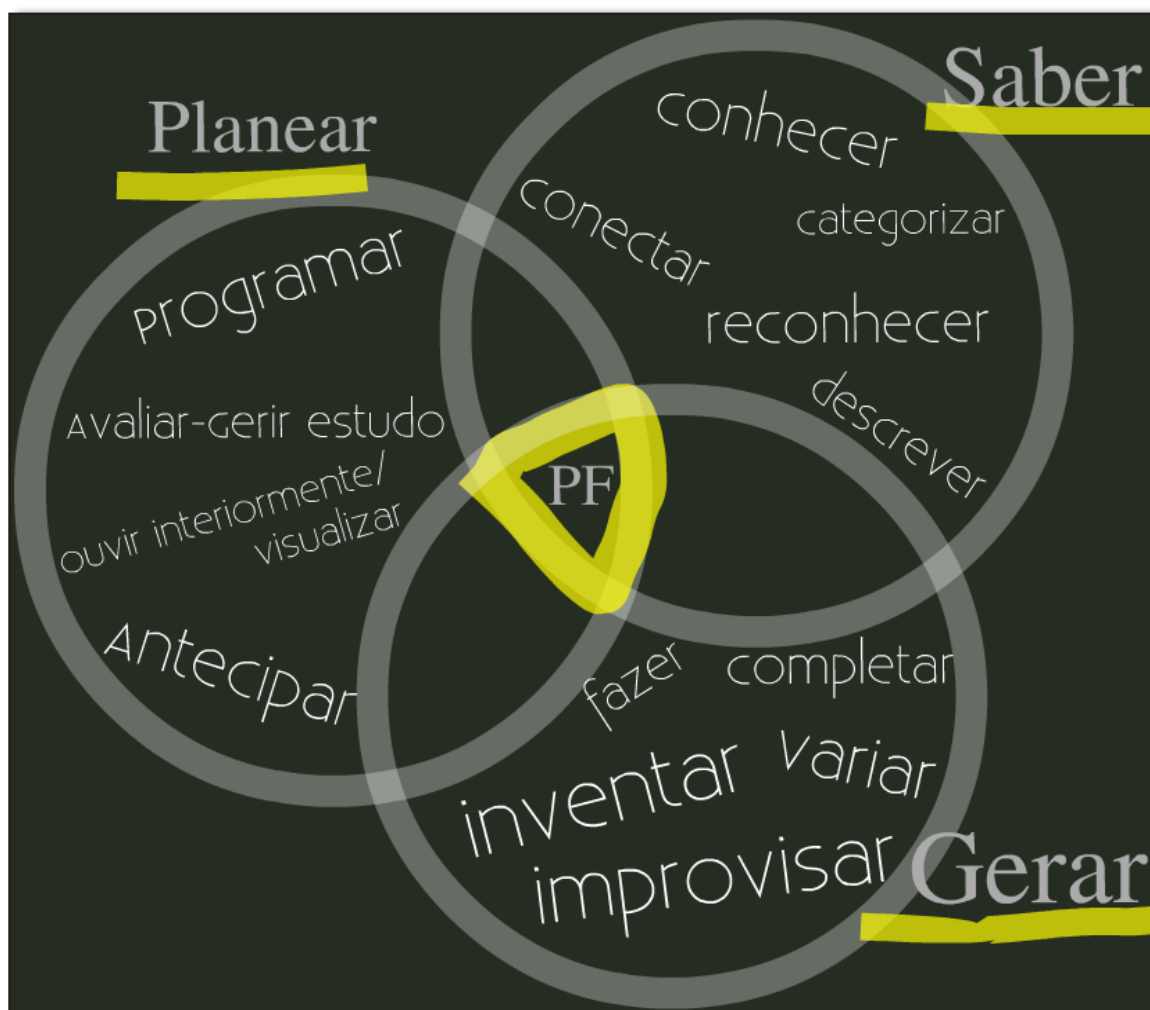 Planear
programar
Avaliar-Gerir estudo
ouvir interiormente/
visualizar
Antecipar
Saber
conhecer
conectar
categorizar
reconhecer
descrever
PF
fazer
completar
inventar
variar
improvisar
Gerar